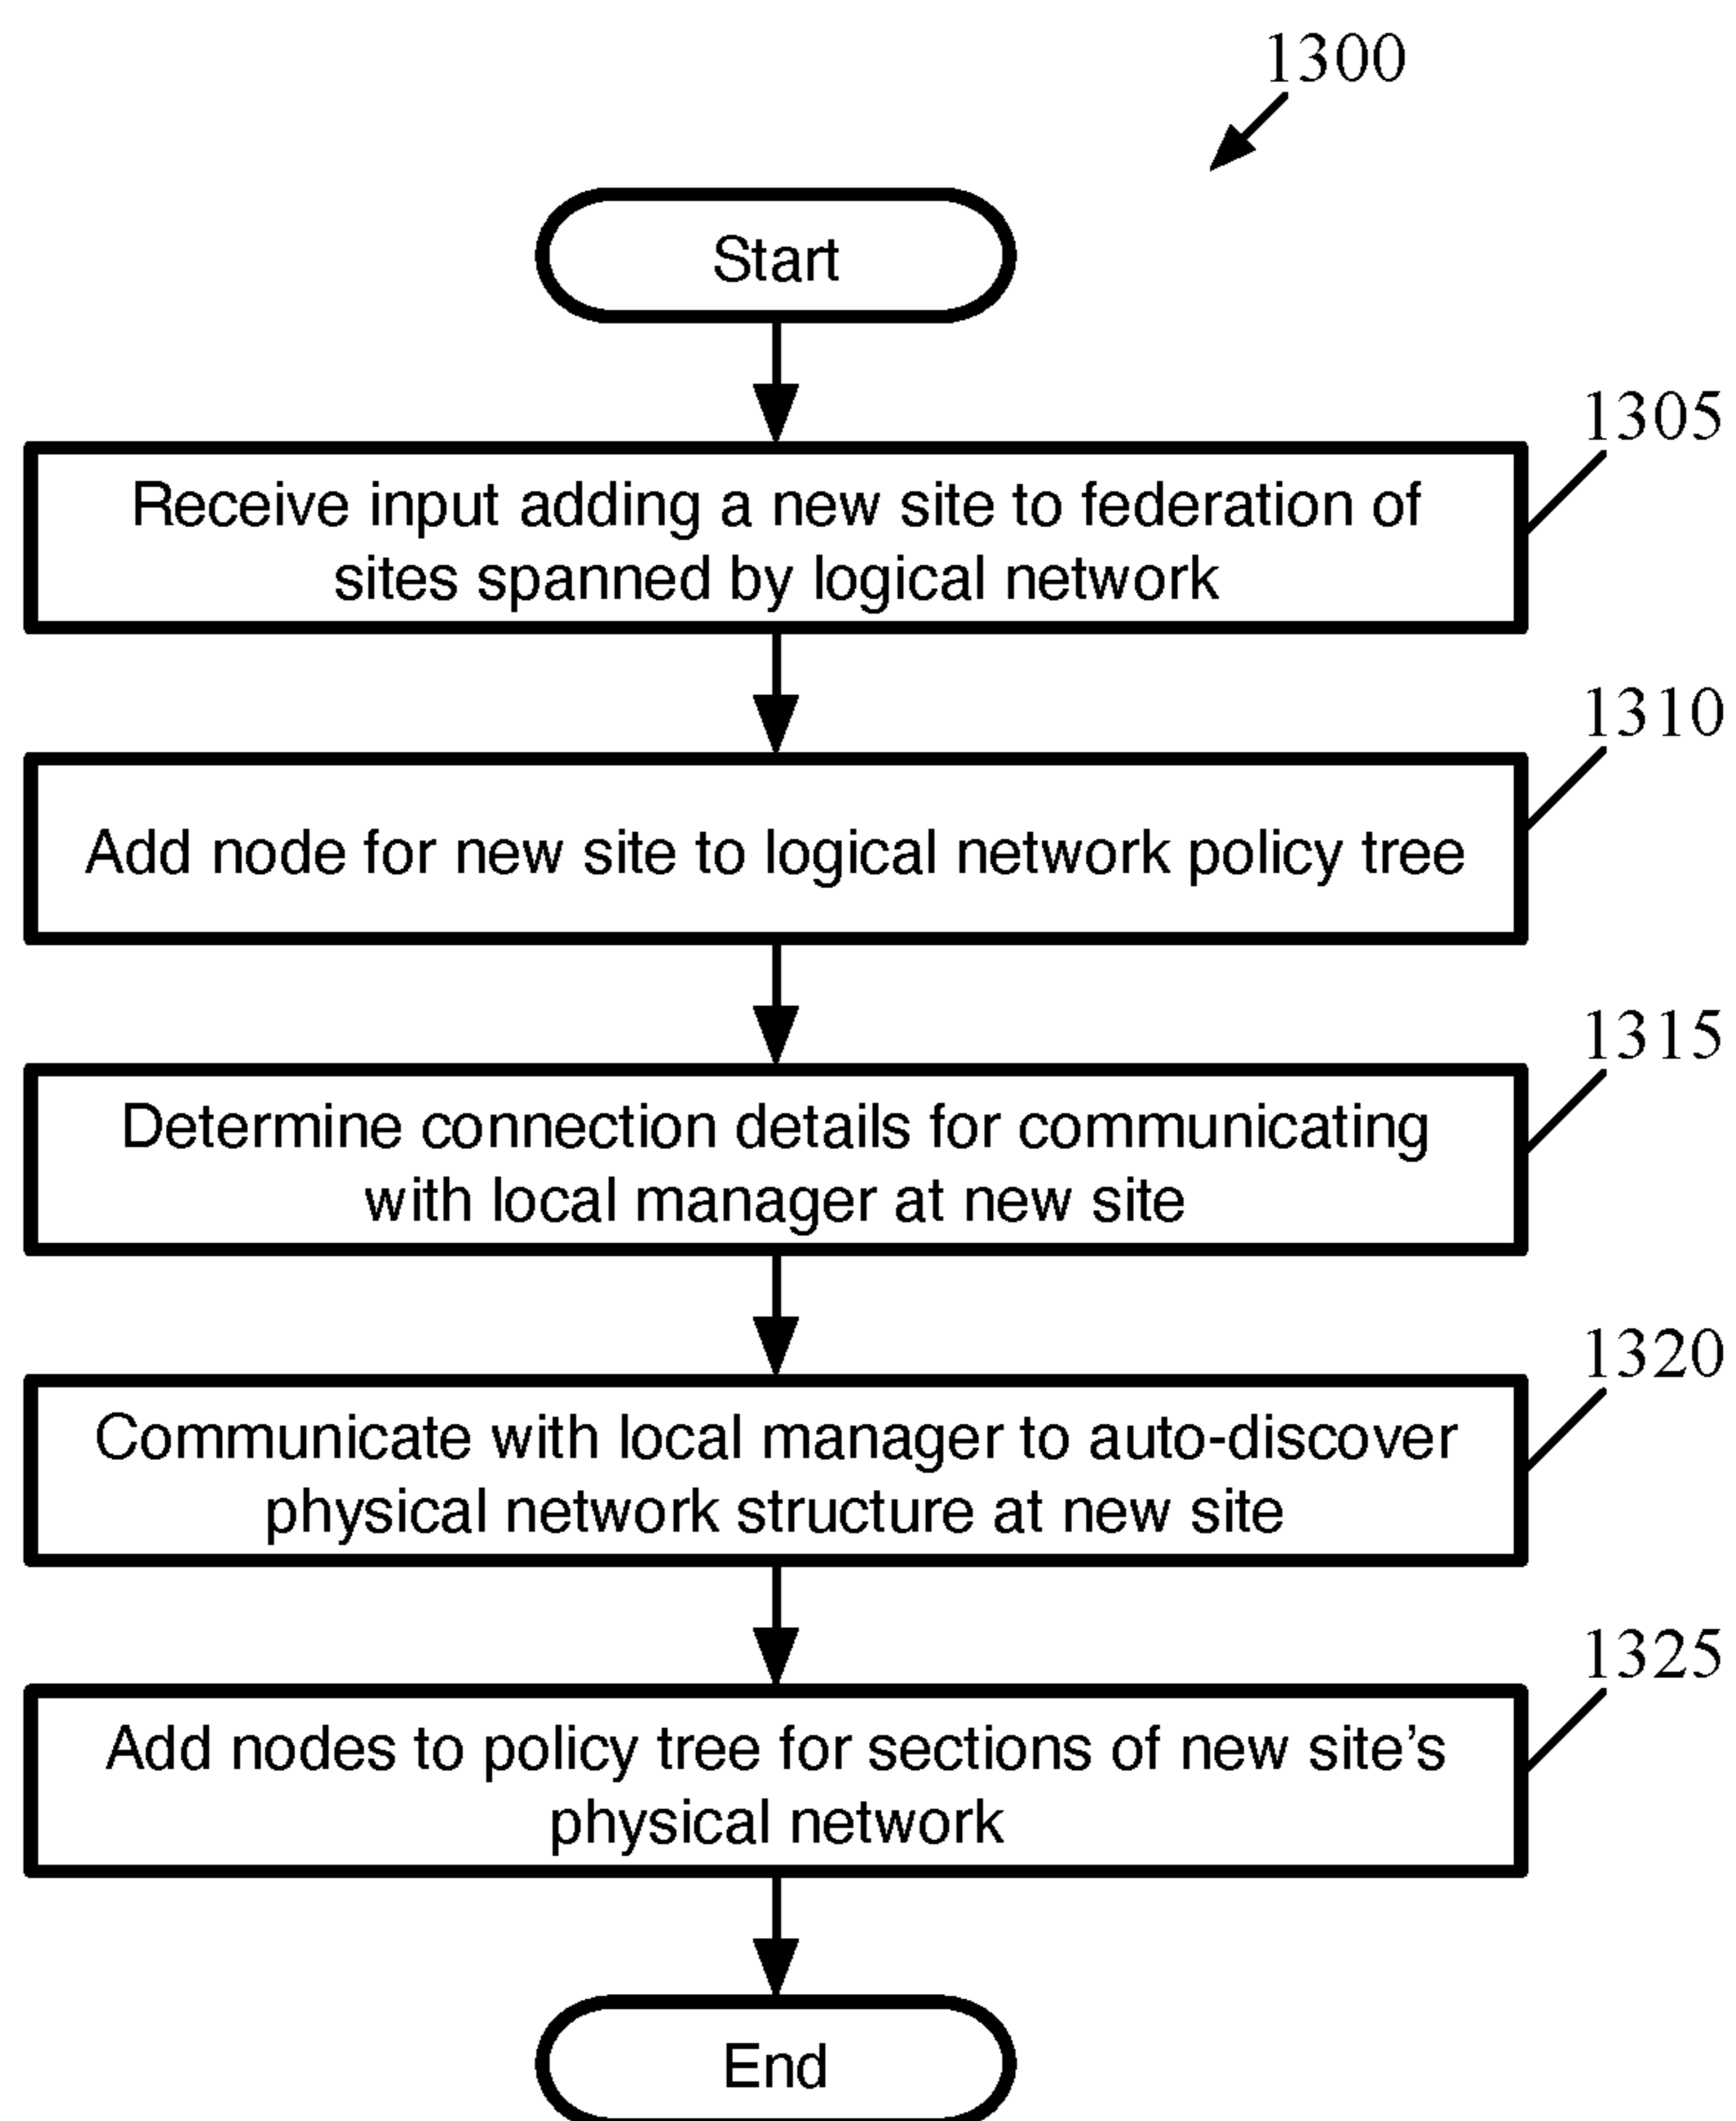 1300
Start
1305
Receive input adding a new site to federation of
sites spanned by logical network
1310
Add node for new site to logical network policy tree
1315
Determine connection details for communicating
with local manager at new site
1320
Communicate with local manager to auto-discover
physical network structure at new site
1325
Add nodes to policy tree for sections of new site's
physical network
End